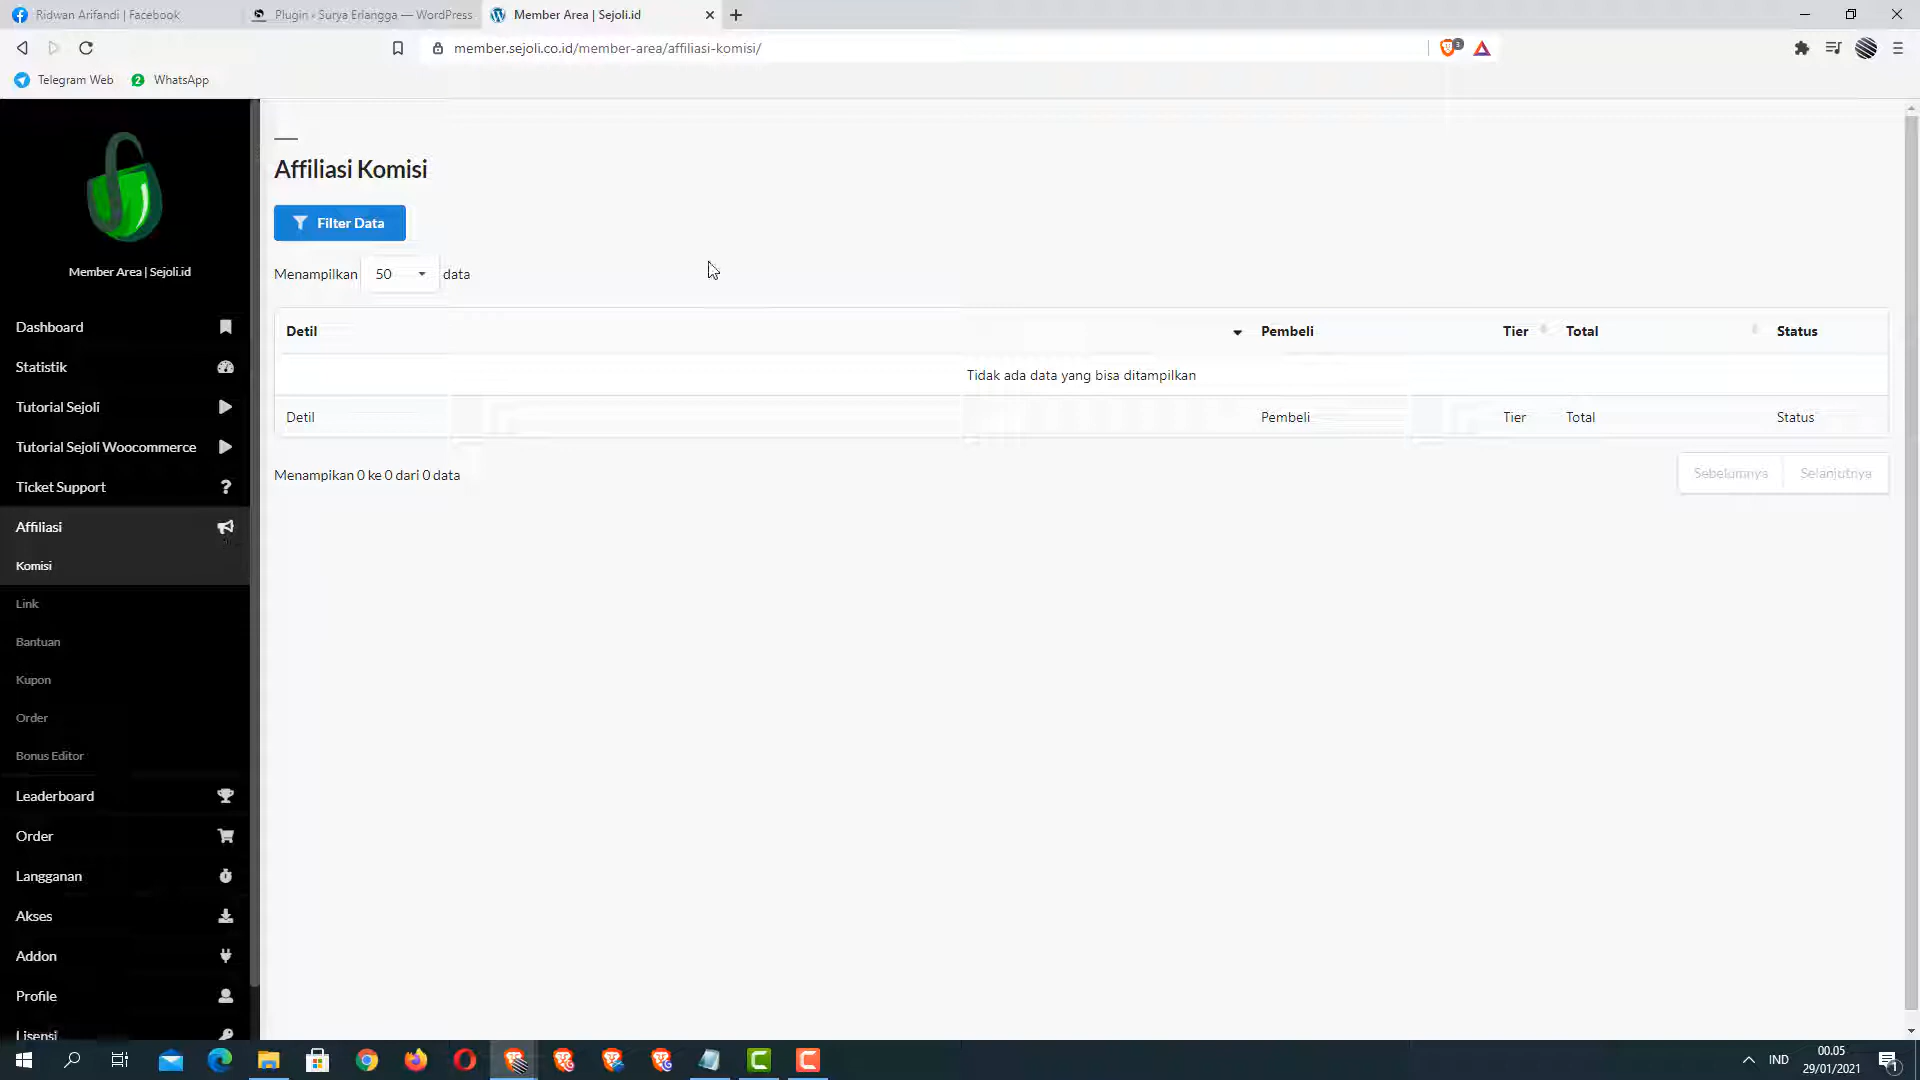 Ridwan Arifandi | Facebook
Plugin ‹ Surya Erlangga — WordPress
Member Area | Sejoli.id
member.sejoli.co.id/member-area/affiliasi-komisi/
3
Telegram Web
2
WhatsApp
Member Area | Sejoli.id
Dashboard
Statistik
Tutorial Sejoli
Tutorial Sejoli Woocommerce
Ticket Support
Affiliasi
Komisi
Link
Bantuan
Kupon
Order
Bonus Editor
Leaderboard
Order
Langganan
Akses
Addon
Profile
Lisensi
Affiliasi Komisi
Filter Data
Menampilkan 50 data
Detil Pembeli Tier Total Status
Tidak ada data yang bisa ditampilkan
Detil Pembeli Tier Total Status
Menampikan 0 ke 0 dari 0 data
Sebelumnya Selanjutnya
IND
00.05
29/01/2021
1